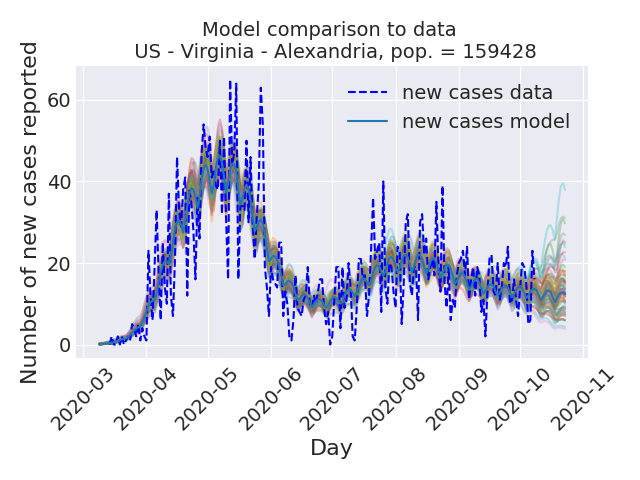 Model comparison to data
US - Virginia - Alexandria, pop. = 159428
Number of new cases reported
60
40
20
0
new cases data
new cases model
2020-03
2020-04
2020-05
2020-06
2020-07
2020-08
2020-09
2020-10
2020-11
Day